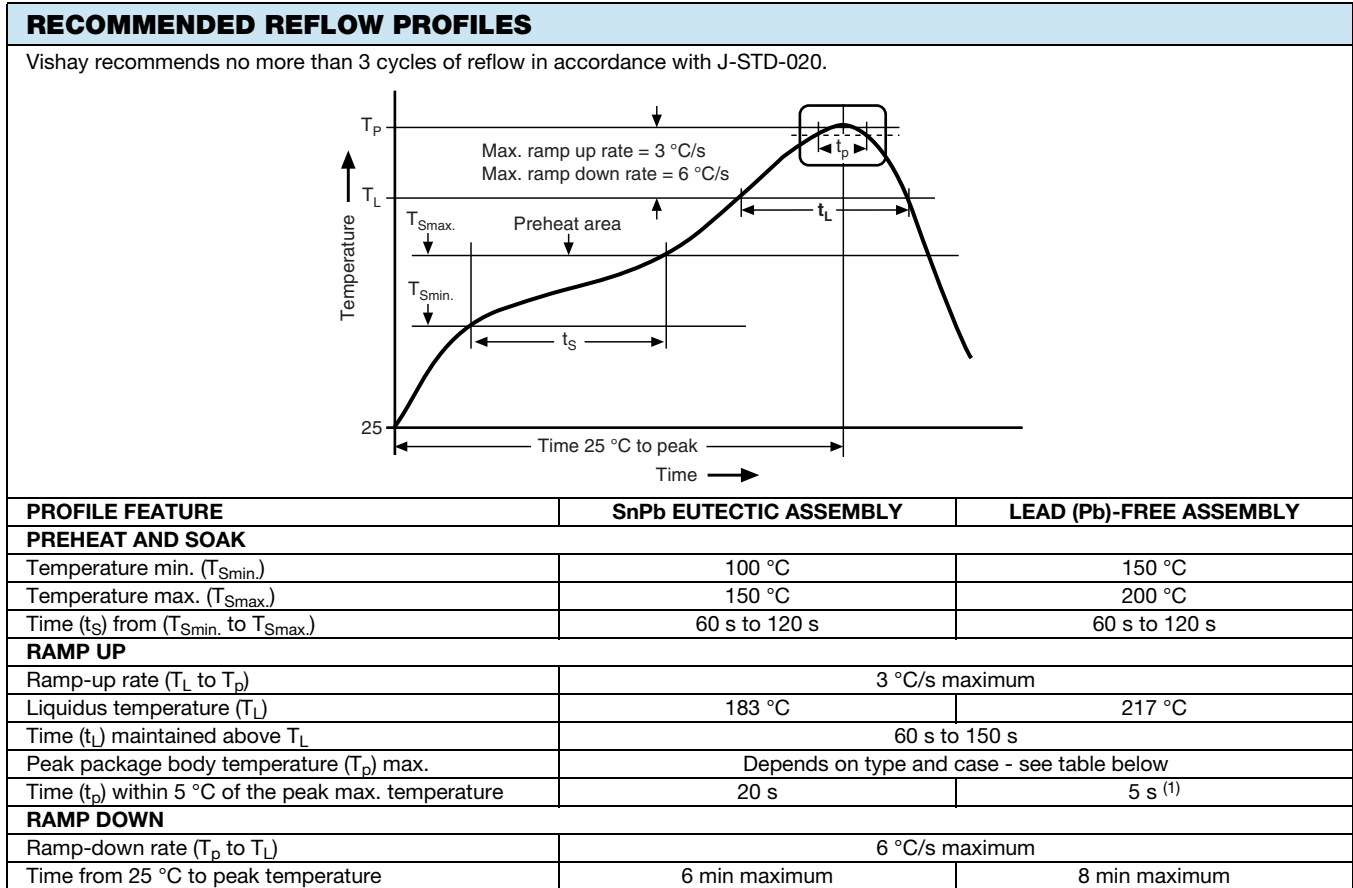 RECOMMENDED REFLOW PROFILES
Vishay recommends no more than 3 cycles of reflow in accordance with J-STD-020.
TP
Max. ramp up rate = 3 °C/s
Max. ramp down rate = 6 °C/s
tp
TL
tL
TSmax.
Preheat area
TSmin.
tS
Temperature
25
Time 25 °C to peak
Time
PROFILE FEATURE SnPb EUTECTIC ASSEMBLY LEAD (Pb)-FREE ASSEMBLY
PREHEAT AND SOAK
Temperature min. (TSmin.) 100 °C 150 °C
Temperature max. (TSmax.) 150 °C 200 °C
Time (tS) from (TSmin. to TSmax.) 60 s to 120 s 60 s to 120 s
RAMP UP
Ramp-up rate (TL to Tp) 3 °C/s maximum
Liquidus temperature (TL) 183 °C 217 °C
Time (tL) maintained above TL 60 s to 150 s
Peak package body temperature (Tp) max. Depends on type and case - see table below
Time (tp) within 5 °C of the peak max. temperature 20 s 5 s (1)
RAMP DOWN
Ramp-down rate (Tp to TL) 6 °C/s maximum
Time from 25 °C to peak temperature 6 min maximum 8 min maximum